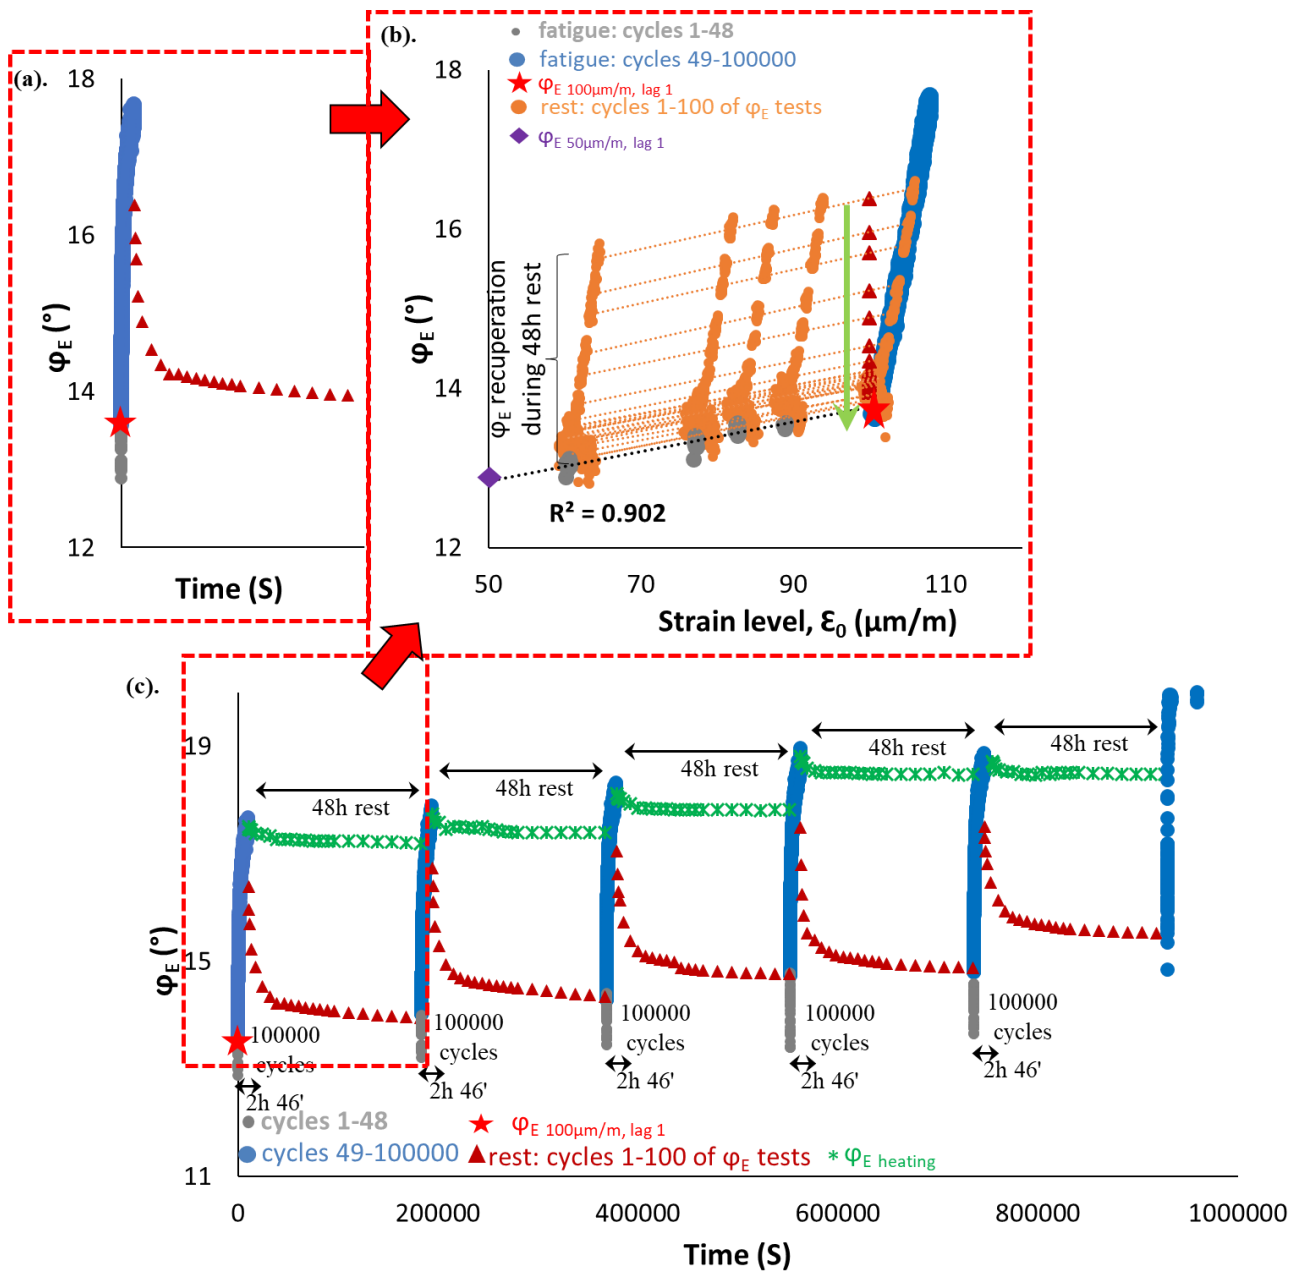 (a).
18
16
14
12
φE (°)
Time (S)
(b).
fatigue: cycles 1-48
fatigue: cycles 49-100000
φE 100µm/m, lag 1
rest: cycles 1-100 of φE tests
φE 50µm/m, lag 1
18
16
14
12
φE (°)
φE recuperation
during 48h rest
R² = 0.902
50
70
90
110
Strain level, Ɛ0 (µm/m)
(c).
19
15
11
φE (°)
48h rest
48h rest
48h rest
48h rest
48h rest
100000
cycles
2h 46'
100000
cycles
2h 46'
100000
cycles
2h 46'
100000
cycles
2h 46'
100000
cycles
2h 46'
cycles 1-48
φE 100µm/m, lag 1
cycles 49-100000
rest: cycles 1-100 of φE tests
φE heating
0
200000
400000
600000
800000
1000000
Time (S)